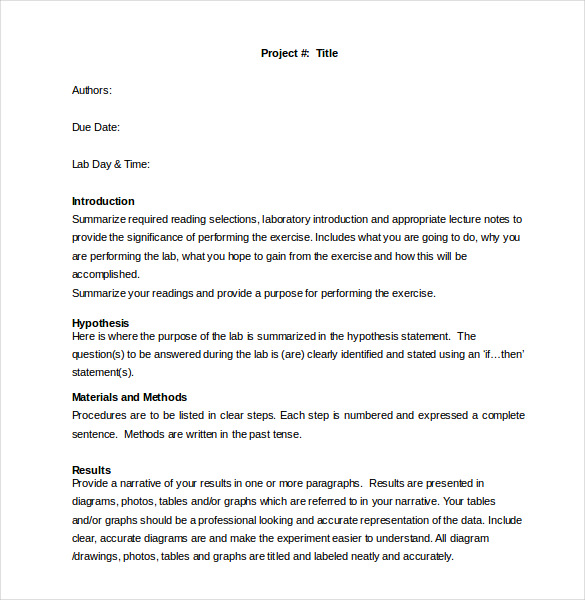 Project #:  Title
Authors:
Due Date:
Lab Day & Time:
Introduction
Summarize required reading selections, laboratory introduction and appropriate lecture notes to
provide the significance of performing the exercise. Includes what you are going to do, why you
are performing the lab, what you hope to gain from the exercise and how this will be
accomplished.
Summarize your readings and provide a purpose for performing the exercise.
Hypothesis
Here is where the purpose of the lab is summarized in the hypothesis statement.  The
question(s) to be answered during the lab is (are) clearly identified and stated using an ‘if…then’
statement(s).
Materials and Methods
Procedures are to be listed in clear steps. Each step is numbered and expressed a complete
sentence.  Methods are written in the past tense.
Results
Provide a narrative of your results in one or more paragraphs.  Results are presented in
diagrams, photos, tables and/or graphs which are referred to in your narrative. Your tables
and/or graphs should be a professional looking and accurate representation of the data. Include
clear, accurate diagrams are and make the experiment easier to understand. All diagram
/drawings, photos, tables and graphs are titled and labeled neatly and accurately.